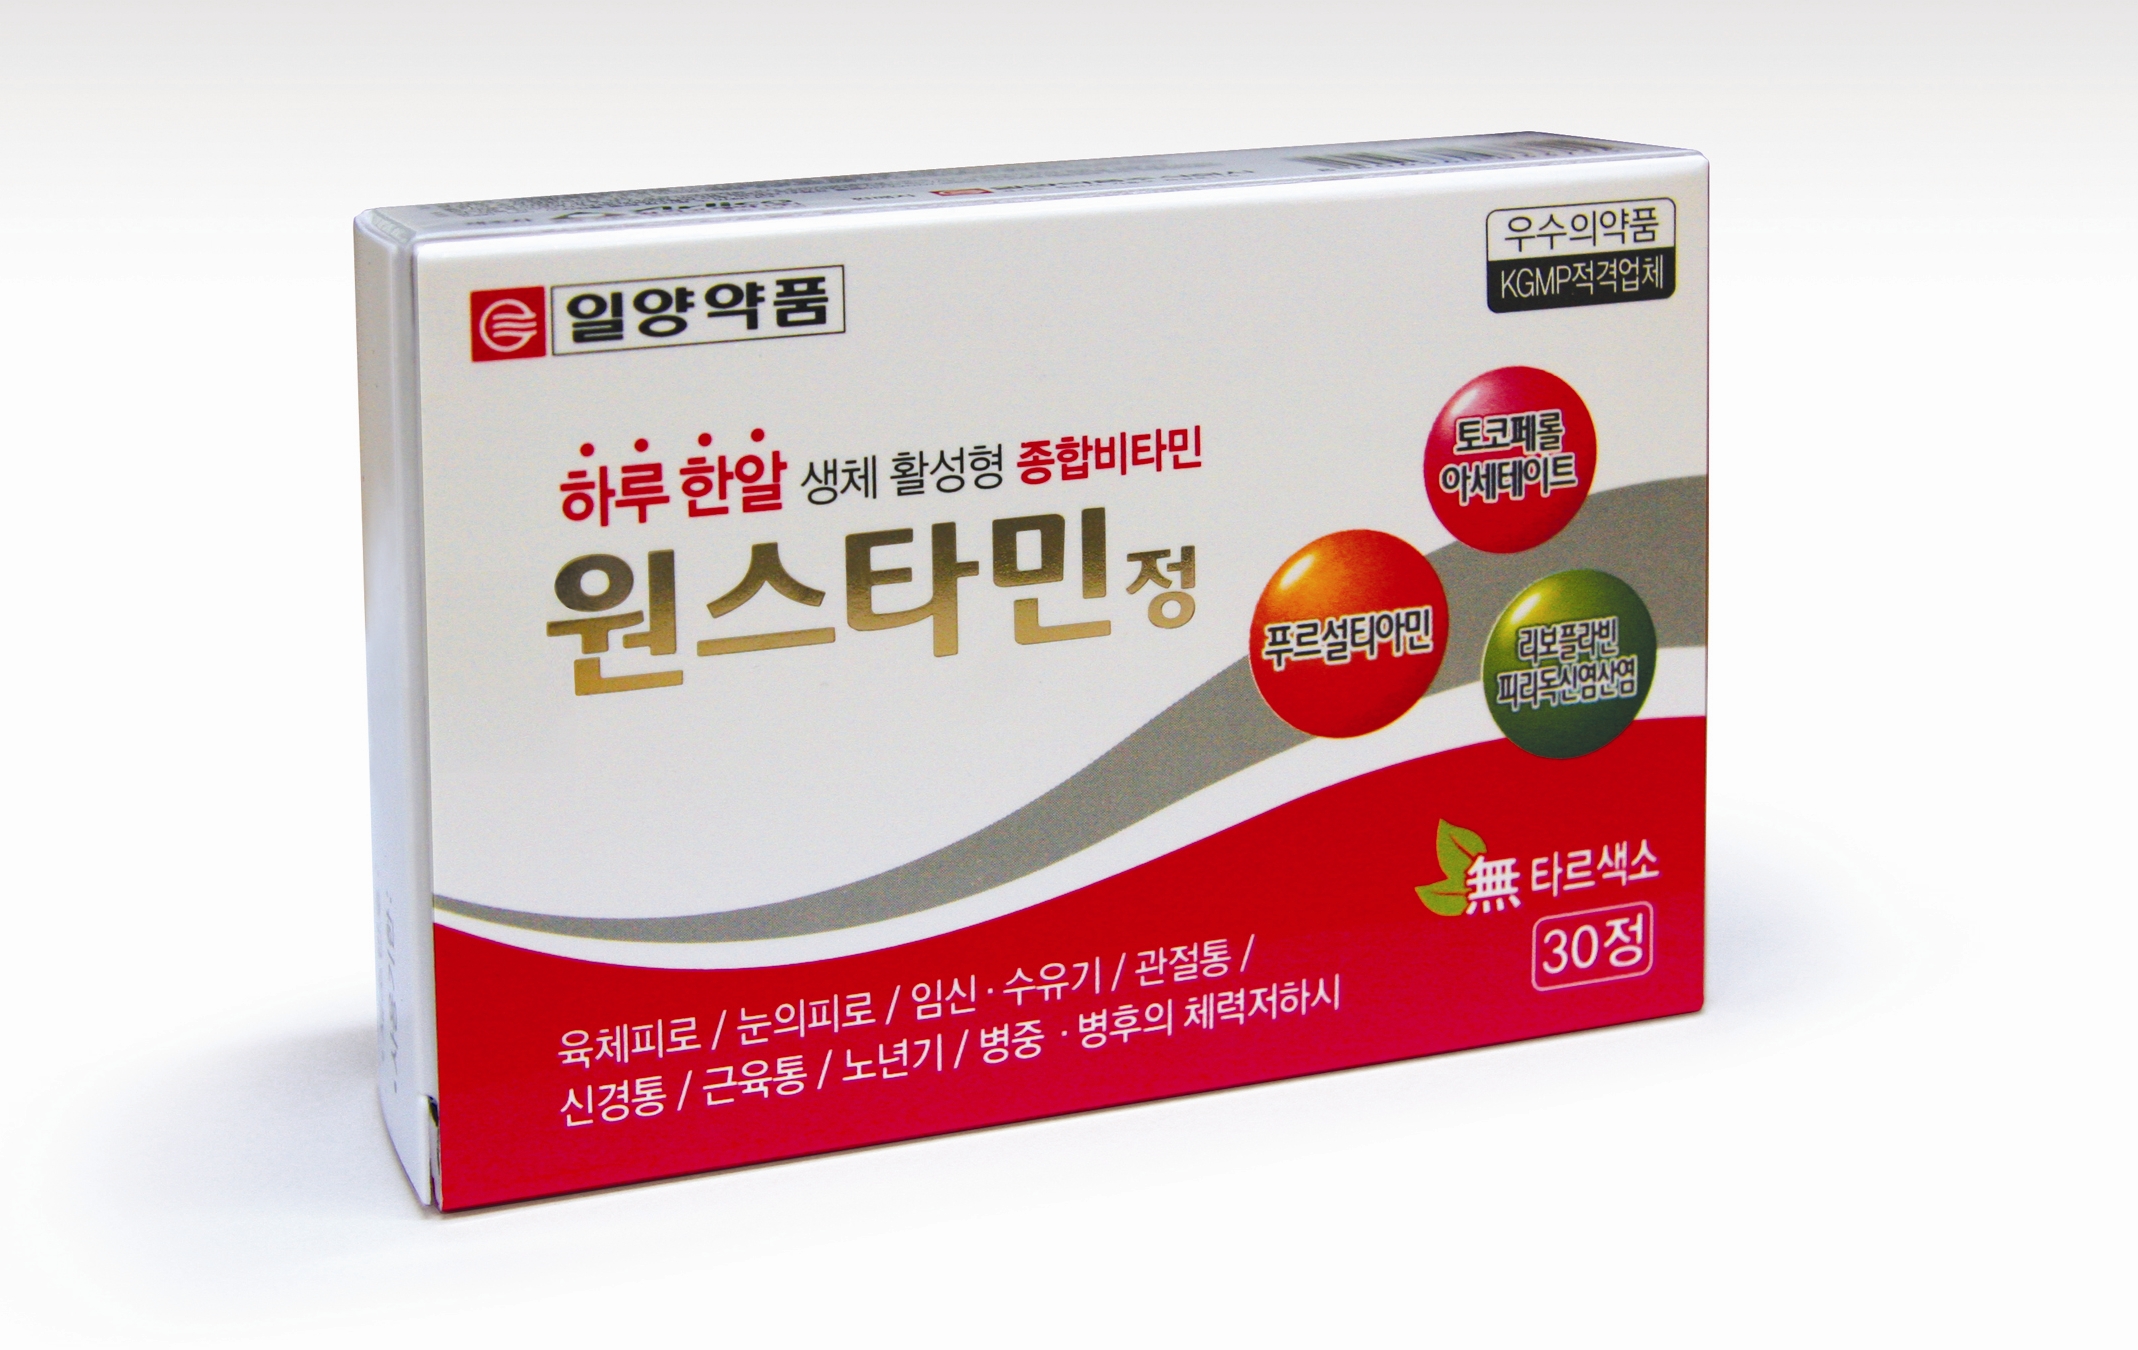 일양약품
우수의약품
KGMP적격업체
하루 한알 생체 활성형 종합비타민
원스타민정
토코페롤
아세테이트
푸르설티아민
리보플라빈
피리독신염산염
無 타르색소
30정
육체피로 / 눈의피로 / 임신·수유기 / 관절통 /
신경통 / 근육통 / 노년기 / 병중·병후의 체력저하시